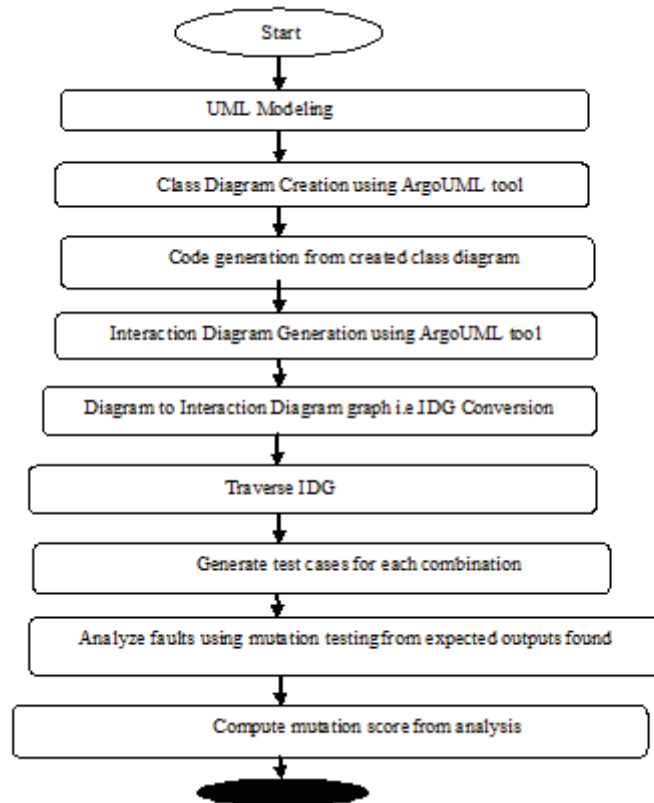 Start
UML Modeling
Class Diagram Creation using ArgoUML tool
Code generation from created class diagram
Interaction Diagram Generation using ArgoUML tool
Diagram to Interaction Diagram graph i.e IDG Conversion
Traverse IDG
Generate test cases for each combination
Analyze faults using mutation testing from expected outputs found
Compute mutation score from analysis